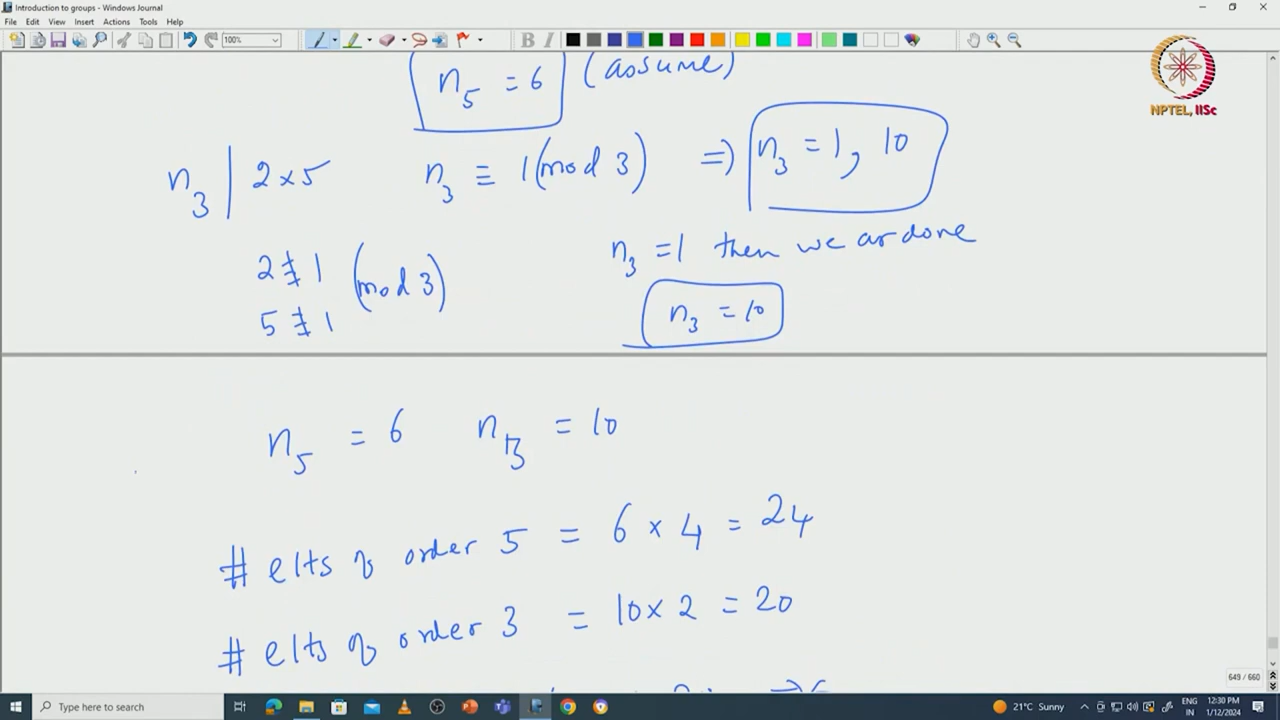 Introduction to groups - Windows Journal
File Edit View Insert Actions Tools Help
100%
B I
NPTEL, IISc
n₅ = 6 (assume)
n₃ | 2 × 5 n₃ ≡ 1 (mod 3) ⇒ n₃ = 1, 10
2 ≢ 1 (mod 3) n₃ = 1 then we ar done
5 ≢ 1 n₃ = 10
n₅ = 6 n₃ = 10
# elts of order 5 = 6 × 4 = 24
# elts of order 3 = 10 × 2 = 20
649 / 660
Type here to search
21°C Sunny
ENG
IN
12:30 PM
1/12/2024